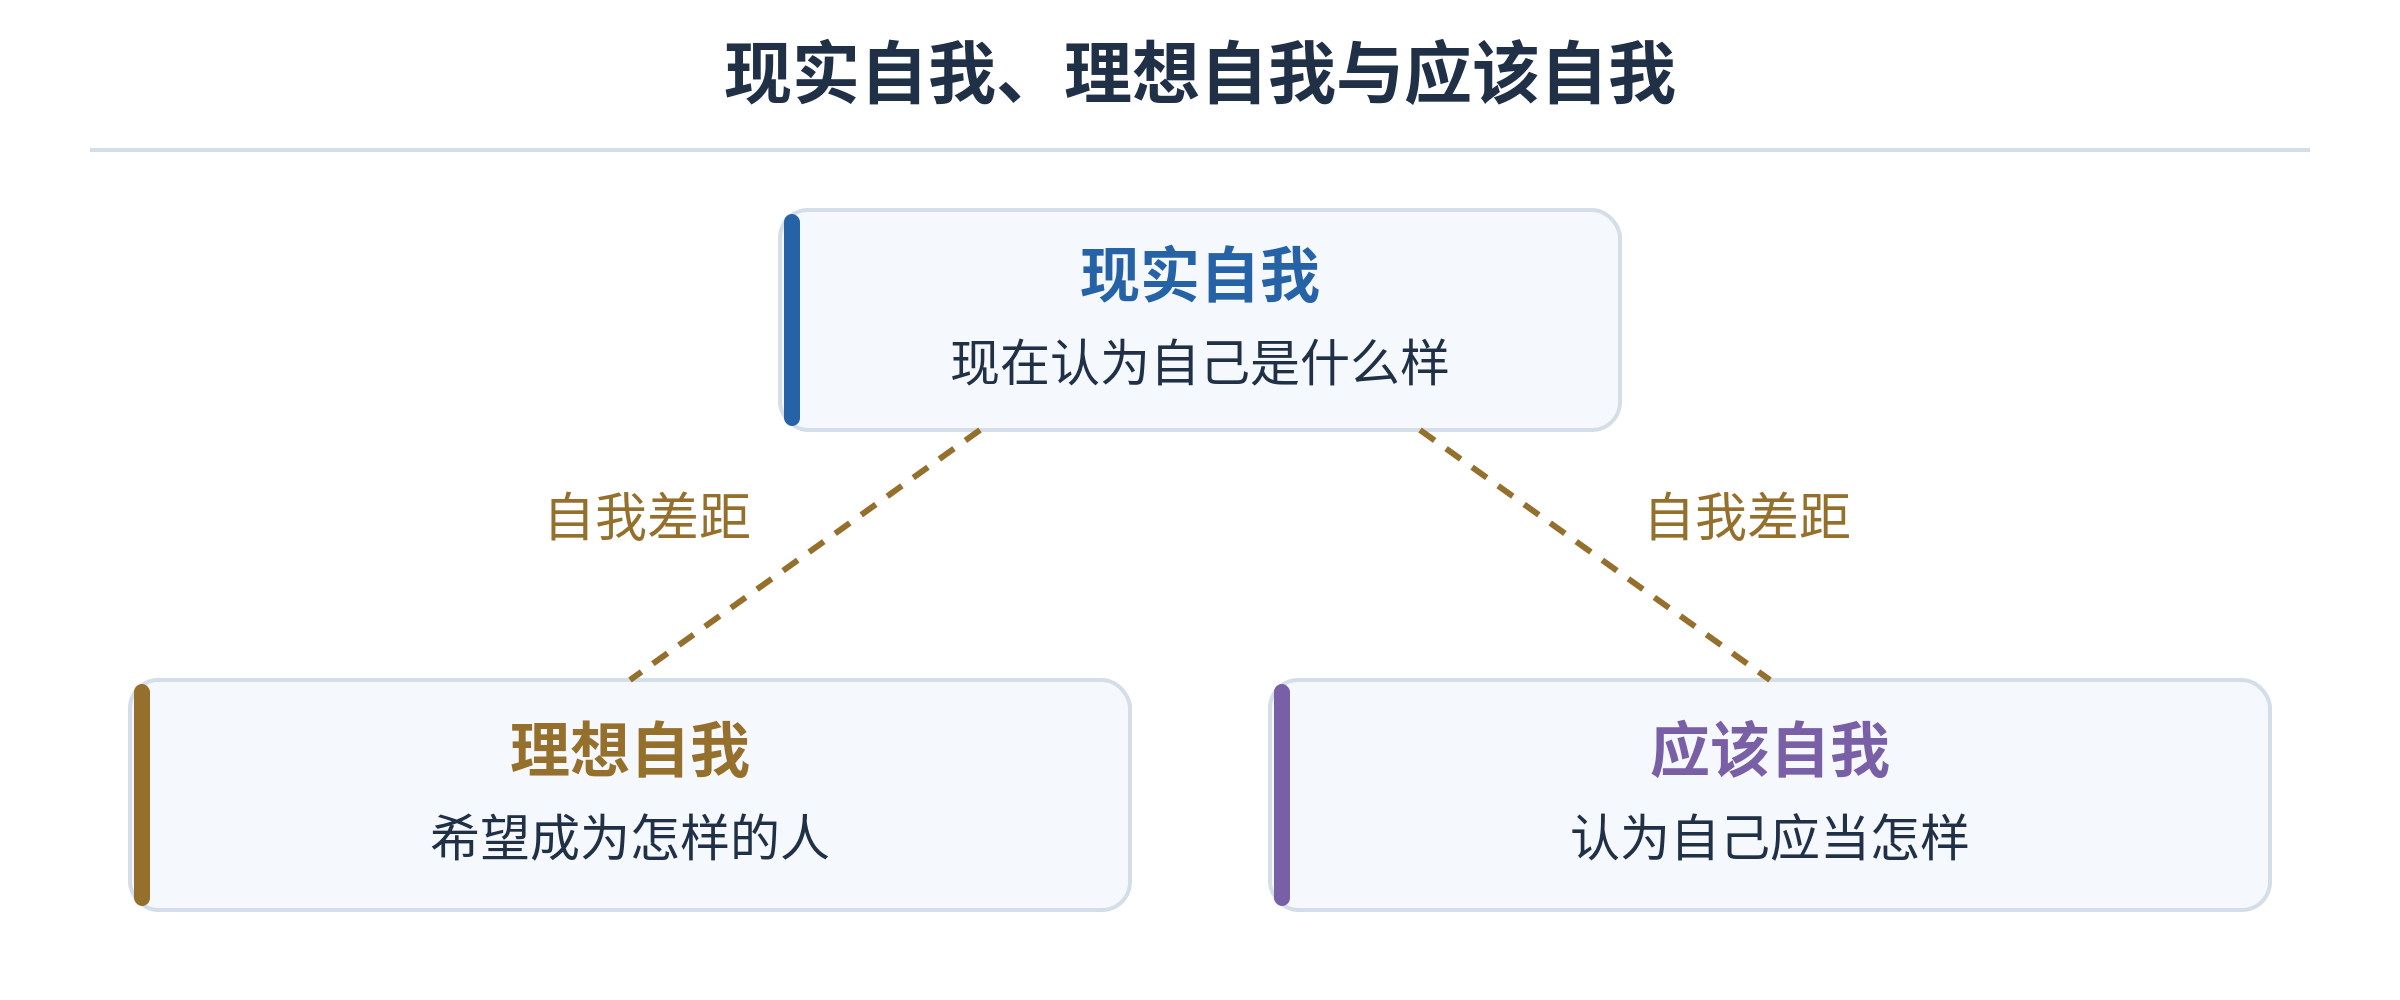 现实自我、理想自我与应该自我
现实自我
现在认为自己是什么样
自我差距
自我差距
理想自我
希望成为怎样的人
应该自我
认为自己应当怎样